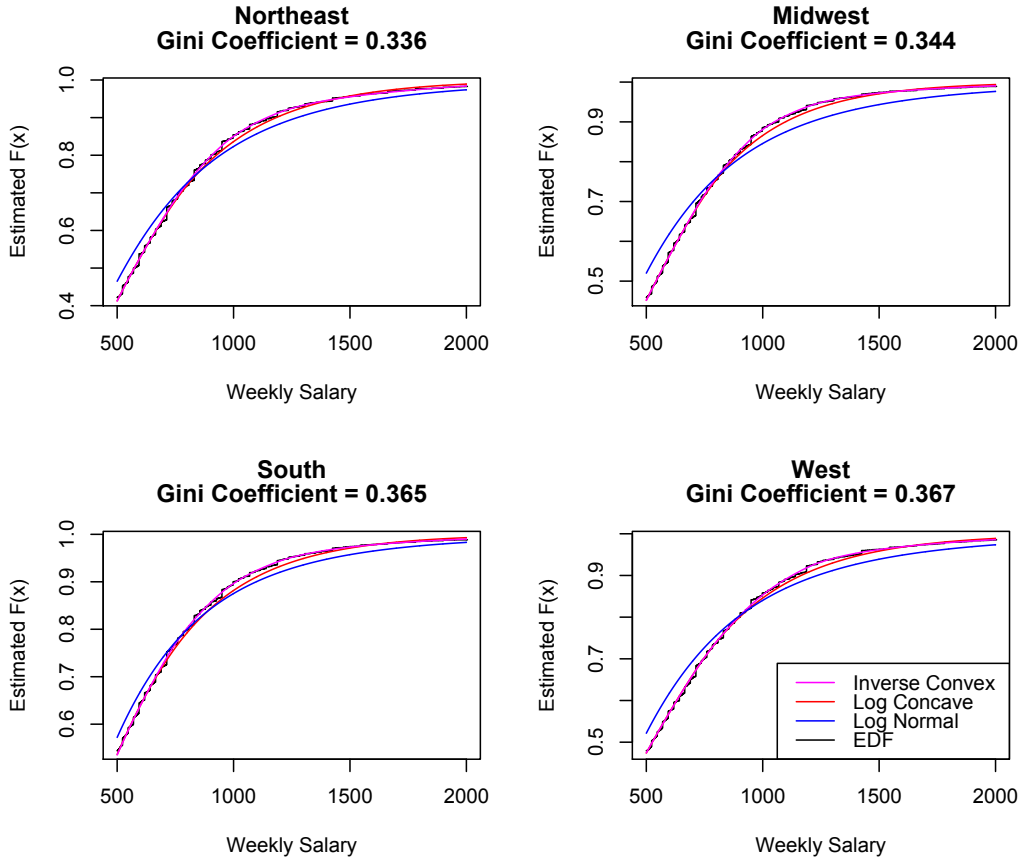 Northeast
Gini Coefficient = 0.336
Estimated F(x)
1.0
0.8
0.6
0.4
500 1000 1500 2000
Weekly Salary
Midwest
Gini Coefficient = 0.344
Estimated F(x)
0.9
0.7
0.5
500 1000 1500 2000
Weekly Salary
South
Gini Coefficient = 0.365
Estimated F(x)
1.0
0.9
0.8
0.7
0.6
500 1000 1500 2000
Weekly Salary
West
Gini Coefficient = 0.367
Estimated F(x)
0.9
0.7
0.5
Inverse Convex
Log Concave
Log Normal
EDF
500 1000 1500 2000
Weekly Salary